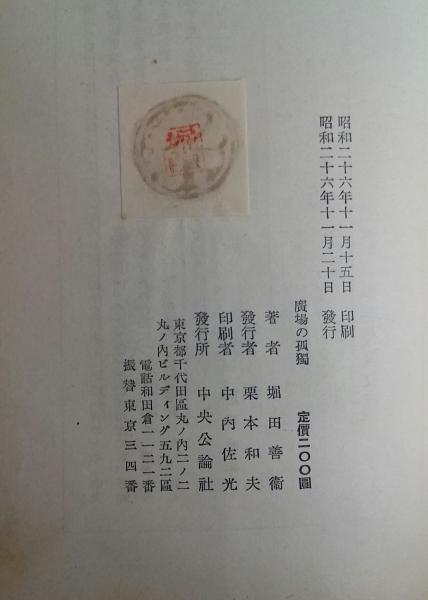 昭和二十六年十一月十五日 印刷
昭和二十六年十一月二十日 發行
廣場の孤獨 定價二〇〇圓
著者 堀田善衞
發行者 栗本和夫
印刷者 中內佐光
發行所 中央公論社
東京都千代田區丸ノ內二ノ二
丸ノ內ビルディング五九二區
電話和田倉一一二一番
振替東京三四番